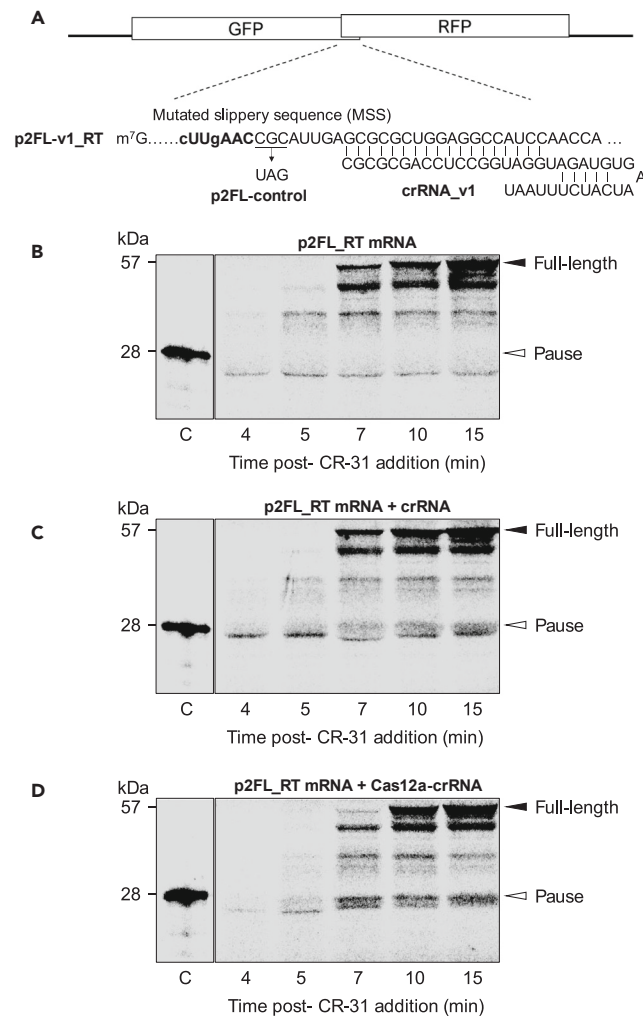 A
GFP
RFP
Mutated slippery sequence (MSS)
p2FL-v1_RT m⁷G......cUUgAACCGCAUUGAGCGCGCUGGAGGCCAUCCAACCA ...
CGCGCGACCUCCGGUAGGUAGAUGUG
UAG
A
p2FL-control
crRNA_v1
UAAUUUCUACUA
B
p2FL_RT mRNA
kDa
57
Full-length
28
Pause
C 4 5 7 10 15
Time post- CR-31 addition (min)
C
p2FL_RT mRNA + crRNA
kDa
57
Full-length
28
Pause
C 4 5 7 10 15
Time post- CR-31 addition (min)
D
p2FL_RT mRNA + Cas12a-crRNA
kDa
57
Full-length
28
Pause
C 4 5 7 10 15
Time post- CR-31 addition (min)